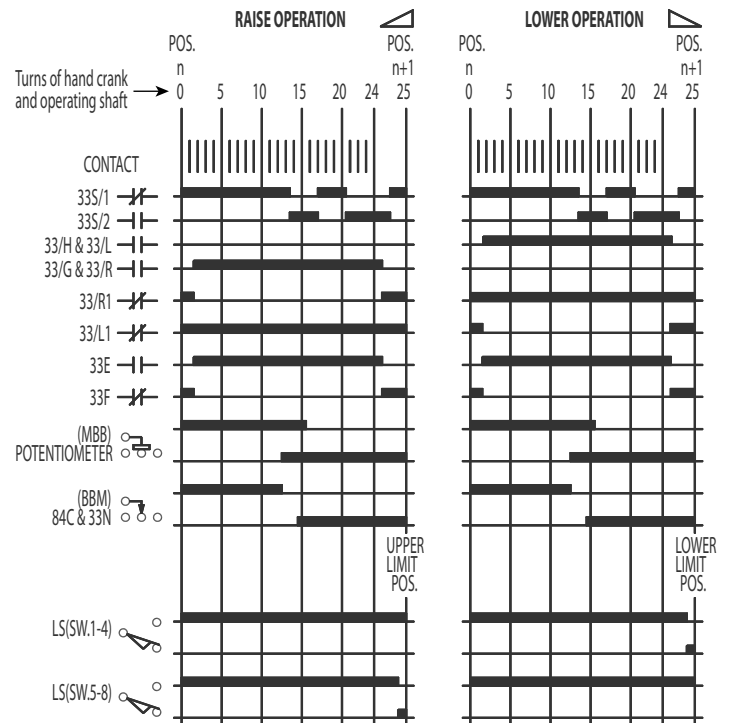 RAISE OPERATION
LOWER OPERATION
POS. POS. POS. POS.
n n+1 n n+1
Turns of hand crank
and operating shaft
0 5 10 15 20 24 25 0 5 10 15 20 24 25
CONTACT
33S/1
33S/2
33/H & 33/L
33/G & 33/R
33/R1
33/L1
33E
33F
(MBB)
POTENTIOMETER
(BBM)
84C & 33N
UPPER
LIMIT
POS.
LOWER
LIMIT
POS.
LS(SW.1-4)
LS(SW.5-8)